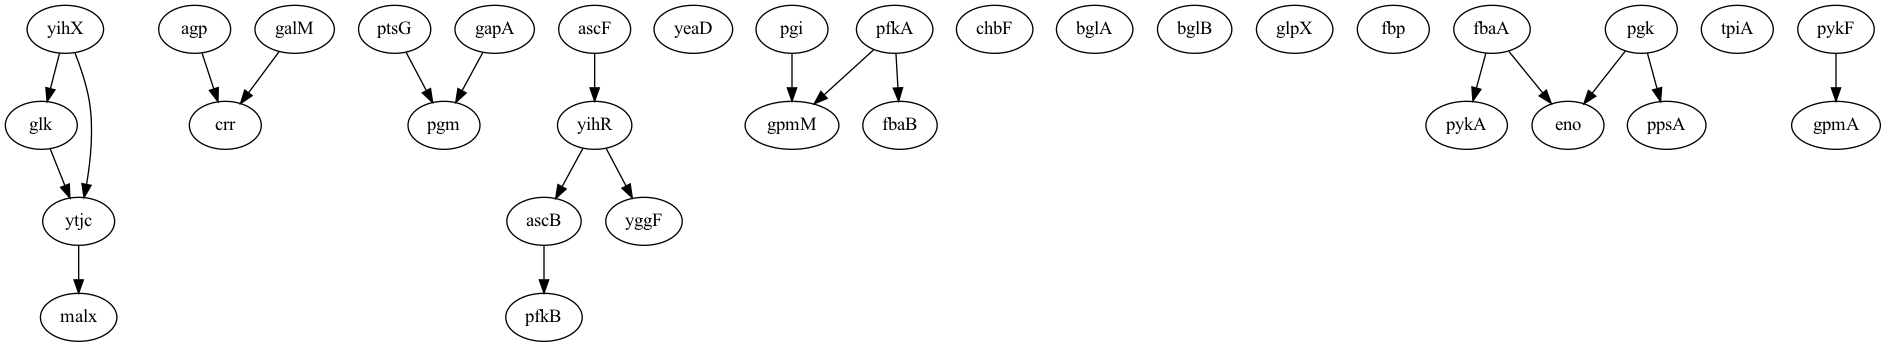 yihX agp galM ptsG gapA ascF yeaD pgi pfkA chbF bglA bglB glpX fbp fbaA pgk tpiA pykF
glk crr pgm yihR gpmM fbaB pykA eno ppsA gpmA
ytjc ascB yggF
malx pfkB